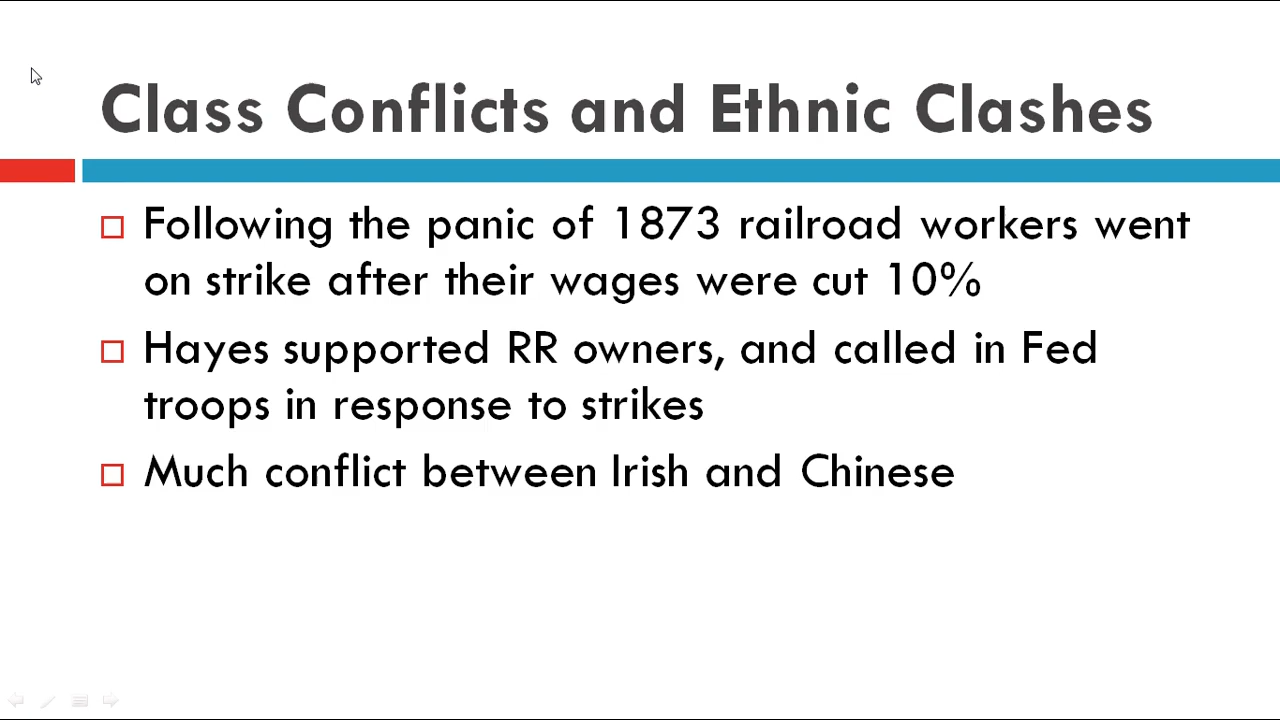 Class Conflicts and Ethnic Clashes
Following the panic of 1873 railroad workers went
on strike after their wages were cut 10%
Hayes supported RR owners, and called in Fed
troops in response to strikes
Much conflict between Irish and Chinese